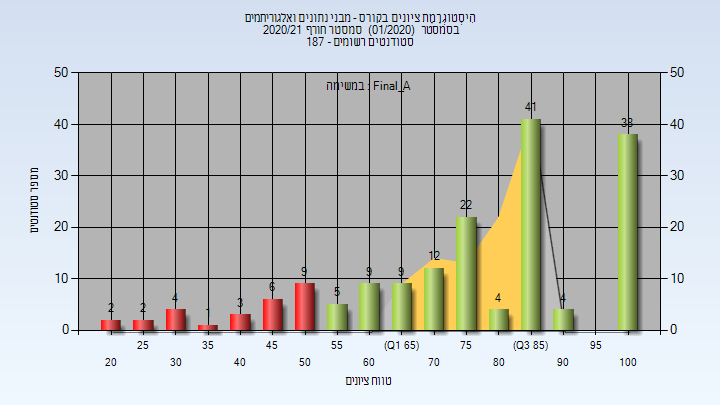 היסטוגרמת ציונים בקורס - מבני נתונים ואלגוריתמים
בסמסטר (01/2020) סמסטר חורף 2020/21
סטודנטים רשומים - 187
במשימה : Final_A
מספר סטודנטים
50
40
30
20
10
0
50
40
30
20
10
0
2 2 4 1 3 6 9 5 9 9 12 22 4 41 4 38
25 35 45 55 (Q1 65) 75 (Q3 85) 95
20 30 40 50 60 70 80 90 100
טווח ציונים